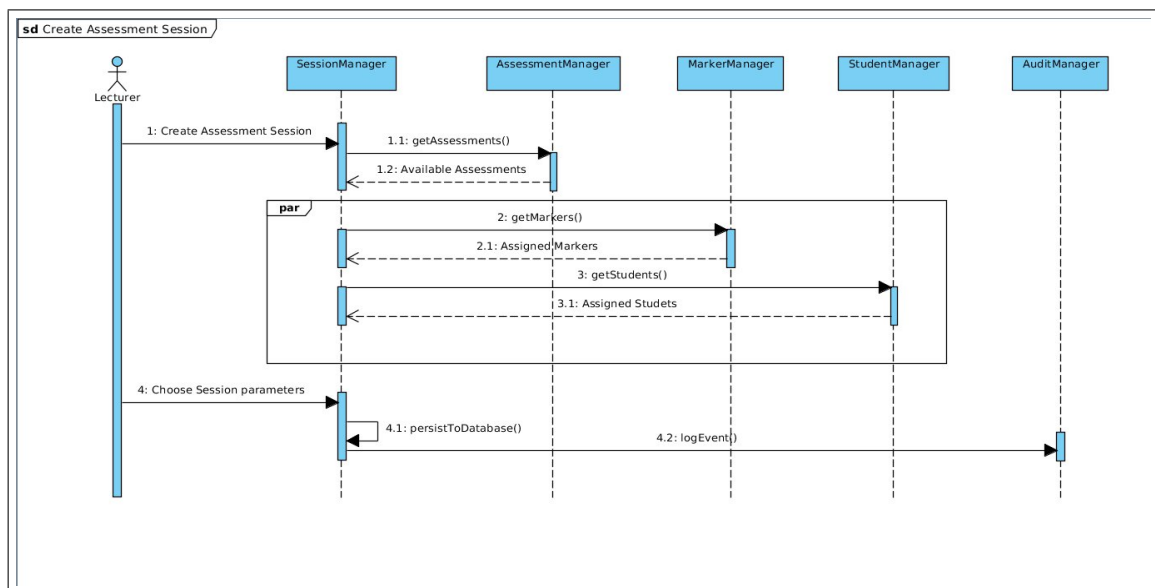 sd Create Assessment Session
SessionManager
AssessmentManager
MarkerManager
StudentManager
AuditManager
Lecturer
1: Create Assessment Session
1.1: getAssessments()
1.2: Available Assessments
par
2: getMarkers()
2.1: Assigned Markers
3: getStudents()
3.1: Assigned Studets
4: Choose Session parameters
4.1: persistToDatabase()
4.2: logEvent()